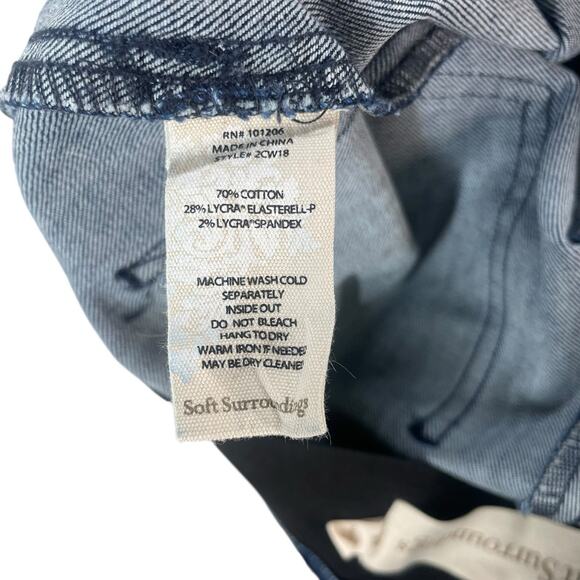 RN# 101206
MADE IN CHINA
STYLE# 2CW18
70% COTTON
28% LYCRA® ELASTERELL-P
2% LYCRA® SPANDEX
MACHINE WASH COLD
SEPARATELY
INSIDE OUT
DO NOT BLEACH
HANG TO DRY
WARM IRON IF NEEDED
MAY BE DRY CLEANED
Soft Surroundings